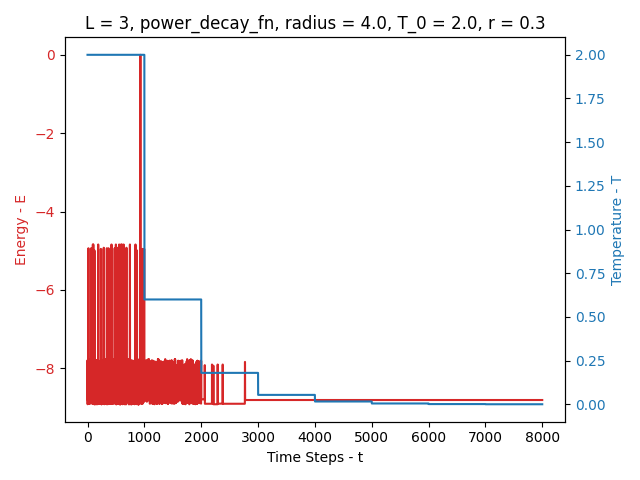 L = 3, power_decay_fn, radius = 4.0, T_0 = 2.0, r = 0.3
0
−2
−4
−6
−8
Energy - E
2.00
1.75
1.50
1.25
1.00
0.75
0.50
0.25
0.00
Temperature - T
0 1000 2000 3000 4000 5000 6000 7000 8000
Time Steps - t